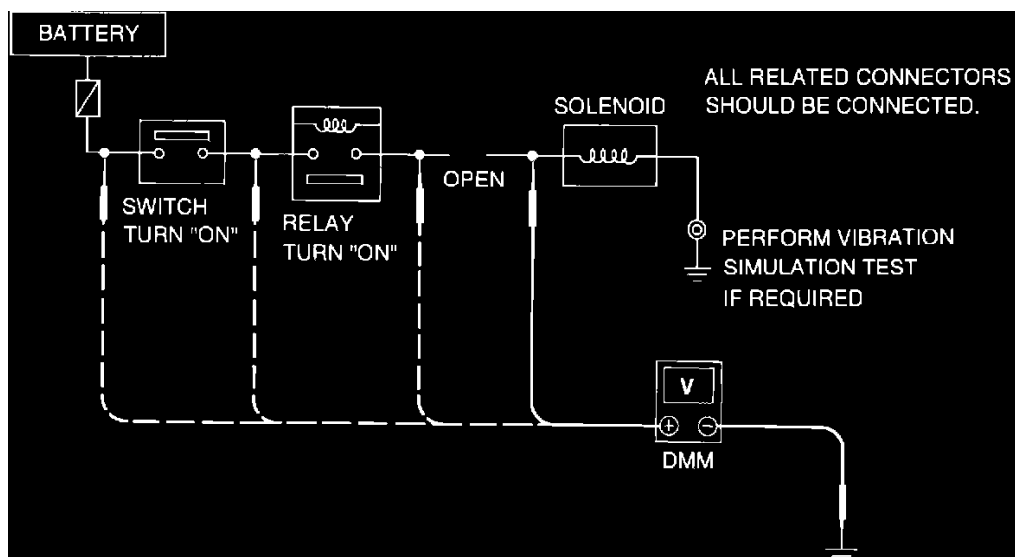 BATTERY
ALL RELATED CONNECTORS
SHOULD BE CONNECTED.
SOLENOID
OPEN
SWITCH
TURN "ON"
RELAY
TURN "ON"
PERFORM VIBRATION
SIMULATION TEST
IF REQUIRED
V
+ −
DMM